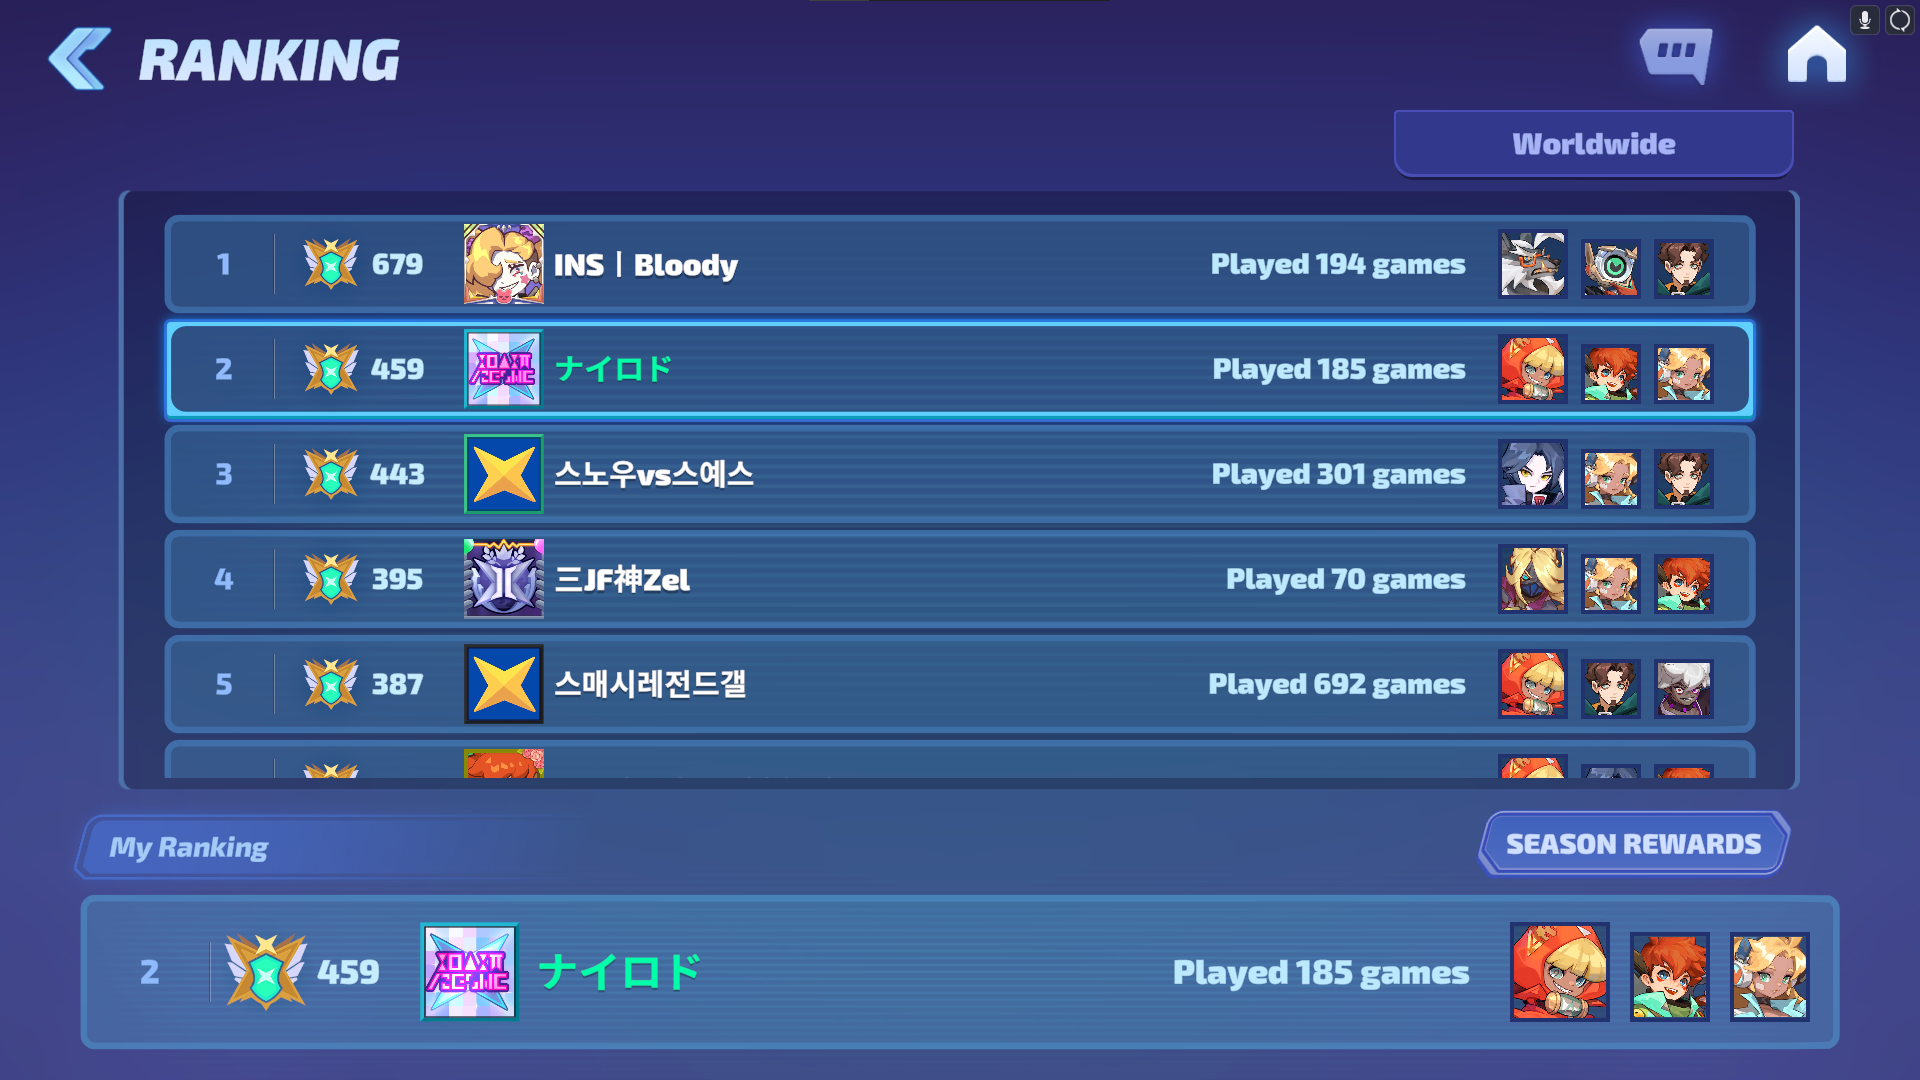 RANKING
Worldwide
1 679 INS | Bloody Played 194 games
2 459 ナイロド Played 185 games
3 443 스노우vs스예스 Played 301 games
4 395 三JF神Zel Played 70 games
5 387 스매시레전드갤 Played 692 games
My Ranking
SEASON REWARDS
2 459 ナイロド Played 185 games